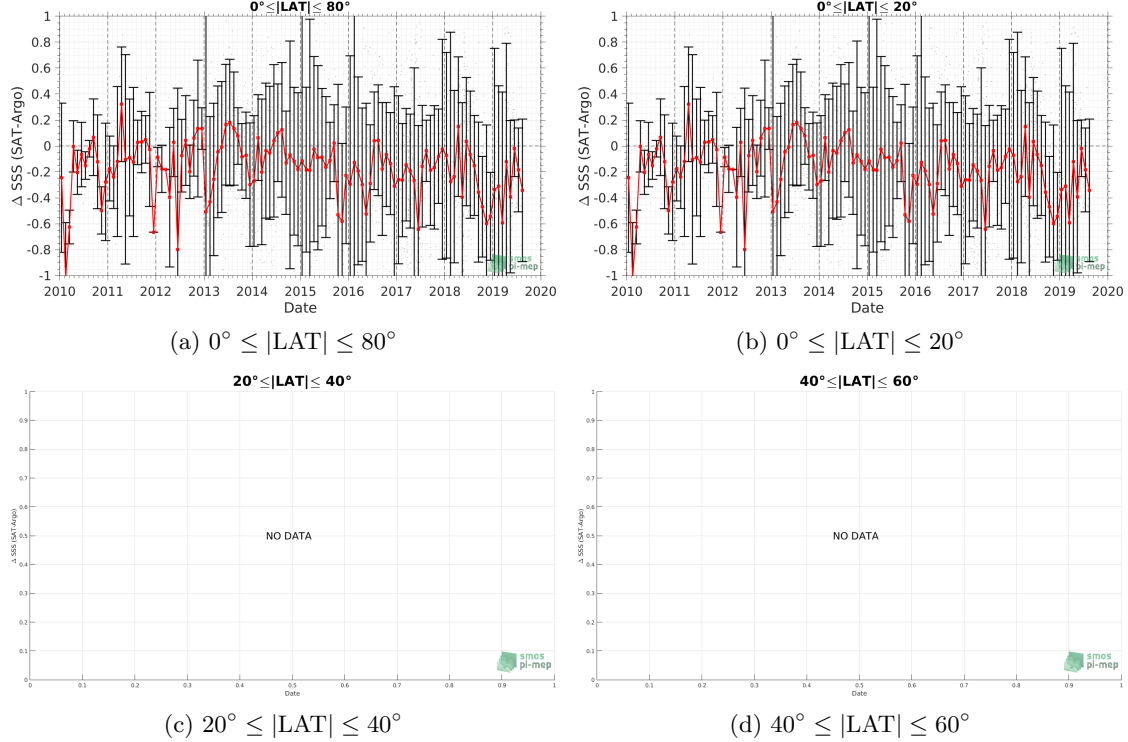 0°≤|LAT|≤ 80°
Δ SSS (SAT-Argo)
1
0.8
0.6
0.4
0.2
0
-0.2
-0.4
-0.6
-0.8
-1
2010 2011 2012 2013 2014 2015 2016 2017 2018 2019 2020
Date
smos
pi-mep
(a) 0° ≤ |LAT| ≤ 80°
0°≤|LAT|≤ 20°
Δ SSS (SAT-Argo)
1
0.8
0.6
0.4
0.2
0
-0.2
-0.4
-0.6
-0.8
-1
2010 2011 2012 2013 2014 2015 2016 2017 2018 2019 2020
Date
smos
pi-mep
(b) 0° ≤ |LAT| ≤ 20°
20°≤|LAT|≤ 40°
Δ SSS (SAT-Argo)
1
0.9
0.8
0.7
0.6
0.5
0.4
0.3
0.2
0.1
0
NO DATA
smos
pi-mep
0 0.1 0.2 0.3 0.4 0.5 0.6 0.7 0.8 0.9 1
Date
(c) 20° ≤ |LAT| ≤ 40°
40°≤|LAT|≤ 60°
Δ SSS (SAT-Argo)
1
0.9
0.8
0.7
0.6
0.5
0.4
0.3
0.2
0.1
0
NO DATA
smos
pi-mep
0 0.1 0.2 0.3 0.4 0.5 0.6 0.7 0.8 0.9 1
Date
(d) 40° ≤ |LAT| ≤ 60°